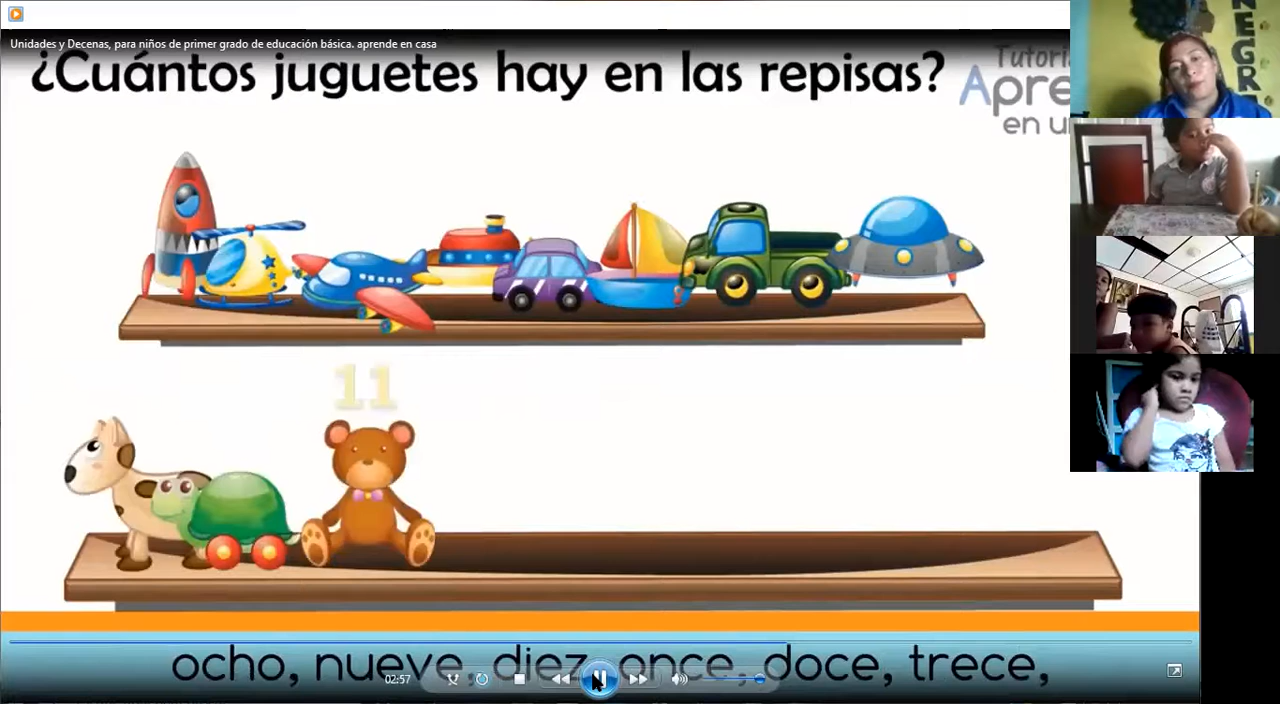 Unidades y Decenas, para niños de primer grado de educación básica. aprende en casa
¿Cuántos juguetes hay en las repisas?
Tutori
Apre
en u
NEGR
11
ocho, nueve, diez, once, doce, trece,
02:57